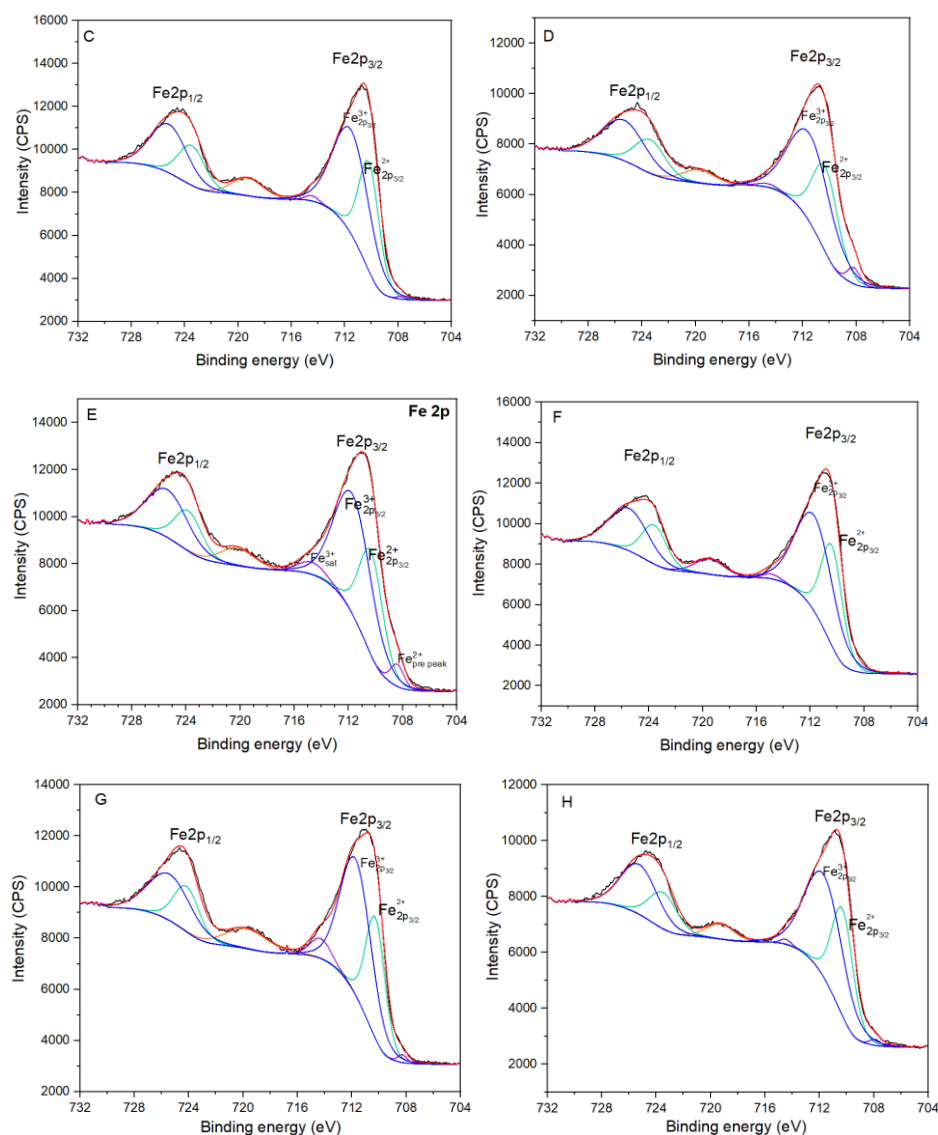 C
Fe2p1/2
Fe2p3/2
Fe3+2p3/2
Fe2+2p3/2
Intensity (CPS)
16000
14000
12000
10000
8000
6000
4000
2000
732 728 724 720 716 712 708 704
Binding energy (eV)
D
Fe2p1/2
Fe2p3/2
Fe3+2p3/2
Fe2+2p3/2
Intensity (CPS)
12000
10000
8000
6000
4000
2000
732 728 724 720 716 712 708 704
Binding energy (eV)
E
Fe 2p
Fe2p1/2
Fe2p3/2
Fe3+2p3/2
Fe2+2p3/2
Fe3+sat
Fe2+pre peak
Intensity (CPS)
14000
12000
10000
8000
6000
4000
2000
732 728 724 720 716 712 708 704
Binding energy (eV)
F
Fe2p1/2
Fe2p3/2
Fe3+2p3/2
Fe2+2p3/2
Intensity (CPS)
16000
14000
12000
10000
8000
6000
4000
2000
732 728 724 720 716 712 708 704
Binding energy (eV)
G
Fe2p1/2
Fe2p3/2
Fe3+2p3/2
Fe2+2p3/2
Intensity (CPS)
14000
12000
10000
8000
6000
4000
2000
732 728 724 720 716 712 708 704
Binding energy (eV)
H
Fe2p1/2
Fe2p3/2
Fe3+2p3/2
Fe2+2p3/2
Intensity (CPS)
12000
10000
8000
6000
4000
2000
732 728 724 720 716 712 708 704
Binding energy (eV)